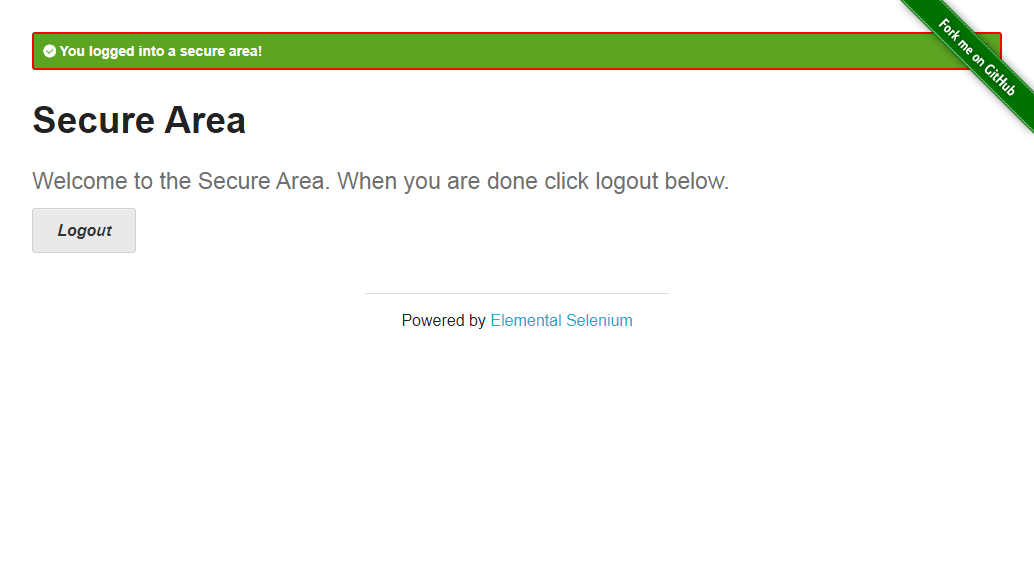 You logged into a secure area!
Fork me on GitHub
Secure Area
Welcome to the Secure Area. When you are done click logout below.
Logout
Powered by Elemental Selenium